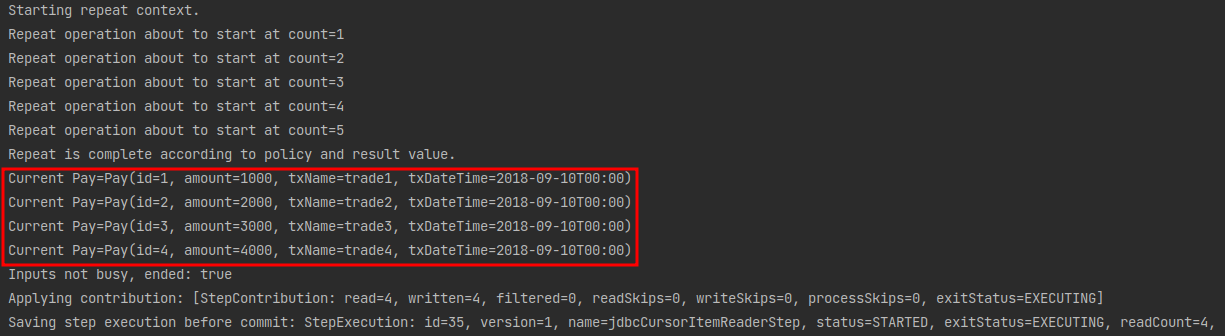 Starting repeat context.
Repeat operation about to start at count=1
Repeat operation about to start at count=2
Repeat operation about to start at count=3
Repeat operation about to start at count=4
Repeat operation about to start at count=5
Repeat is complete according to policy and result value.
Current Pay=Pay(id=1, amount=1000, txName=trade1, txDateTime=2018-09-10T00:00)
Current Pay=Pay(id=2, amount=2000, txName=trade2, txDateTime=2018-09-10T00:00)
Current Pay=Pay(id=3, amount=3000, txName=trade3, txDateTime=2018-09-10T00:00)
Current Pay=Pay(id=4, amount=4000, txName=trade4, txDateTime=2018-09-10T00:00)
Inputs not busy, ended: true
Applying contribution: [StepContribution: read=4, written=4, filtered=0, readSkips=0, writeSkips=0, processSkips=0, exitStatus=EXECUTING]
Saving step execution before commit: StepExecution: id=35, version=1, name=jdbcCursorItemReaderStep, status=STARTED, exitStatus=EXECUTING, readCount=4,